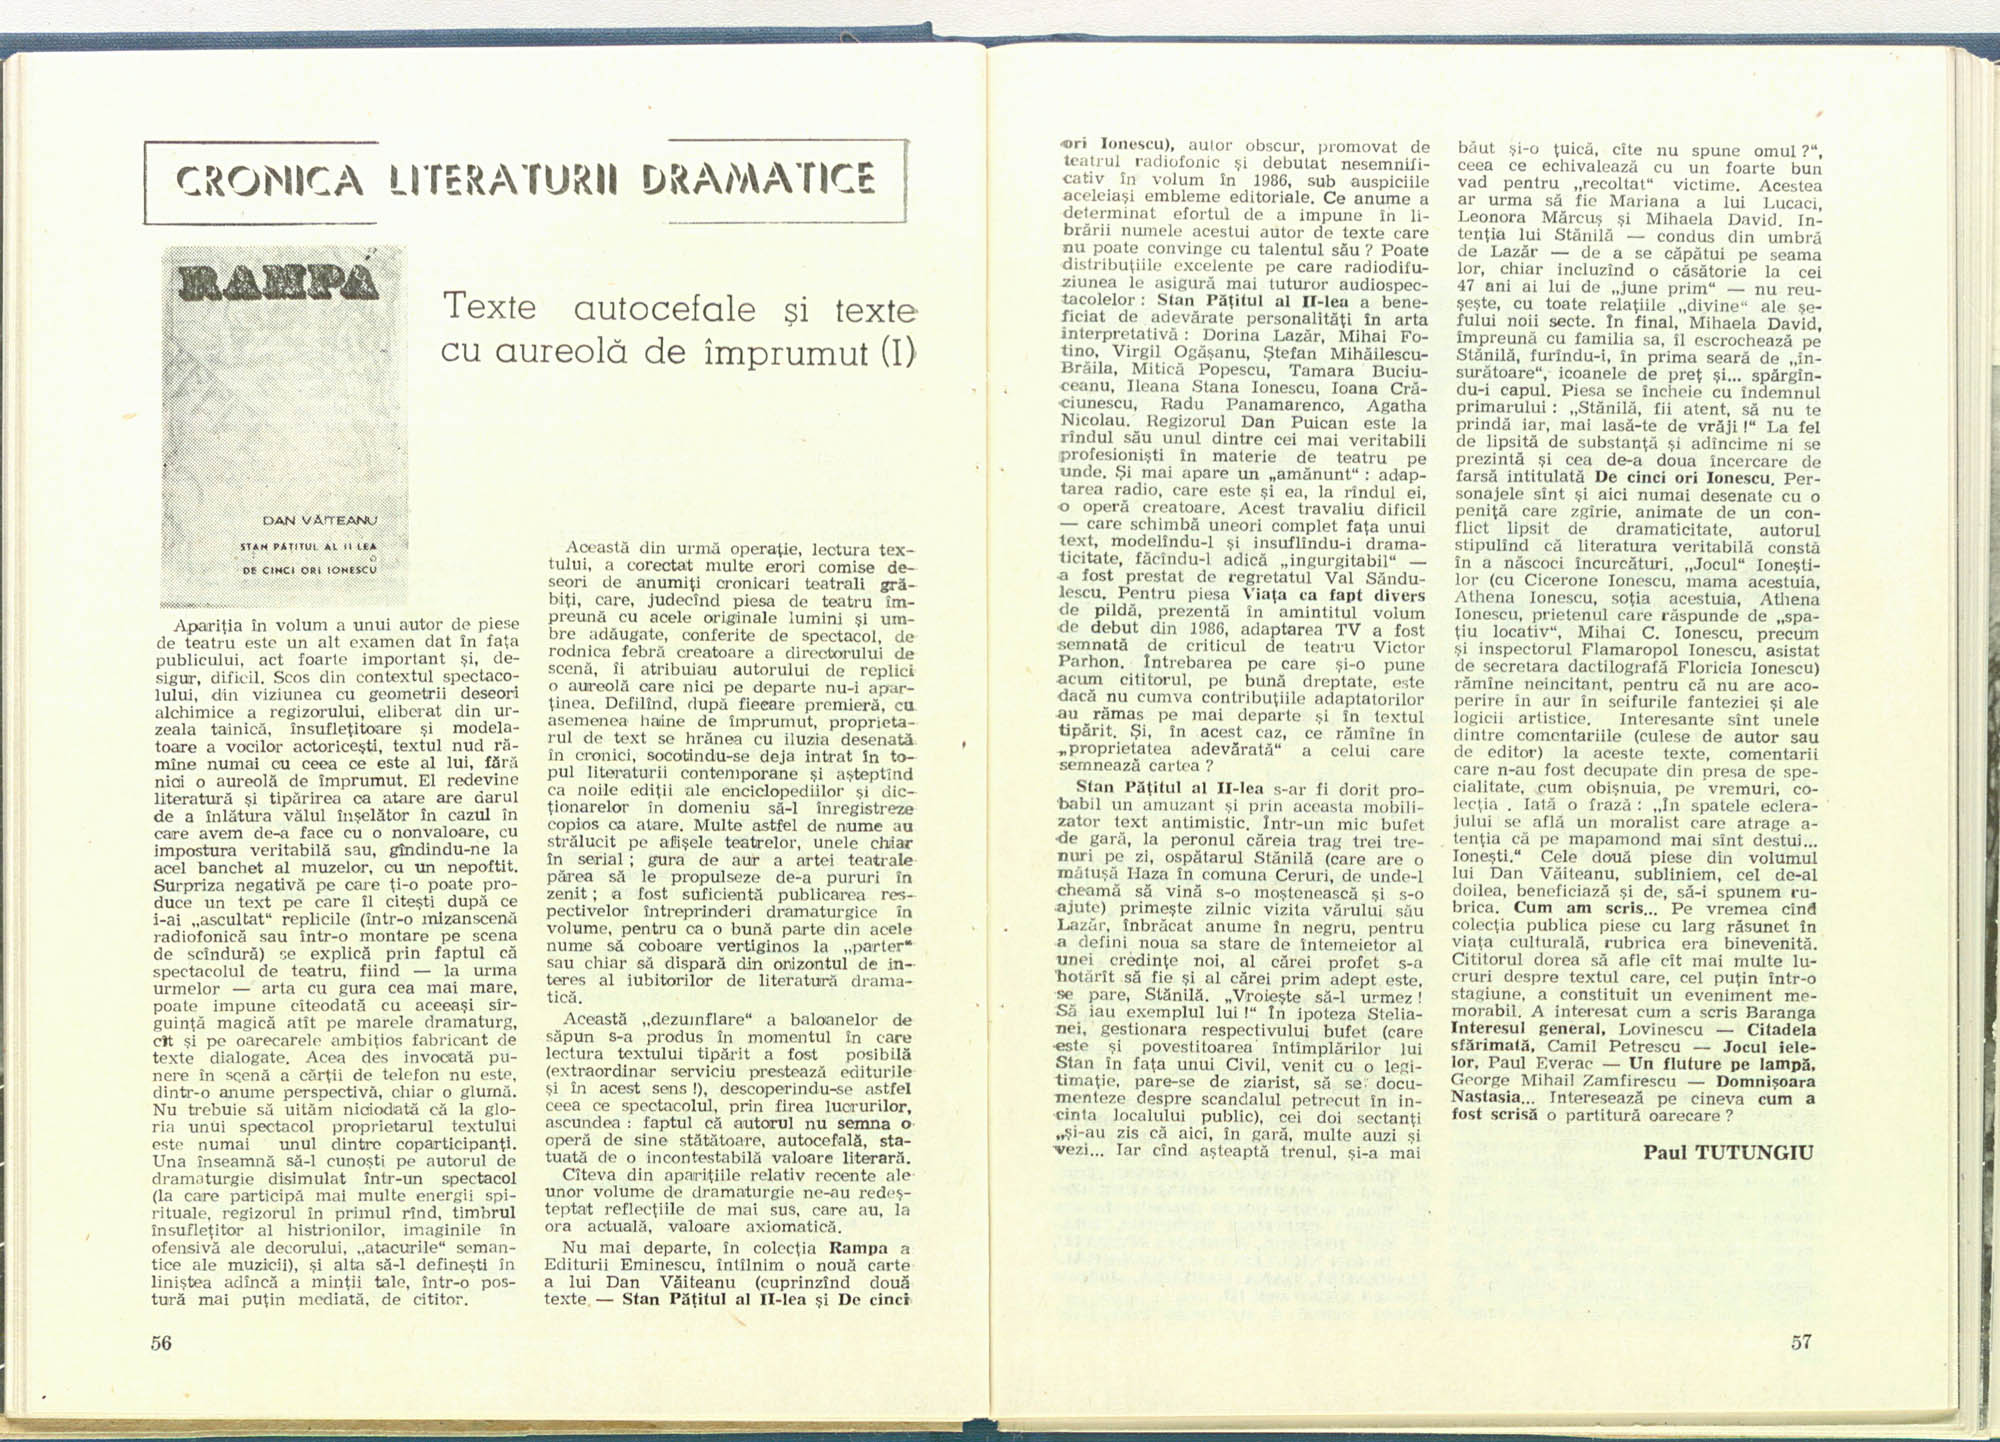 CRONICA LITERATURII DRAMATICE
RAMPA
DAN VĂITEANU
STAN PĂȚITUL AL II LEA
DE CINCI ORI IONESCU
Texte autocefale și texte
cu aureolă de împrumut (I)
Apariția în volum a unui autor de piese
de teatru este un alt examen dat în fața
publicului, act foarte important și, de-
sigur, dificil. Scos din contextul spectaco-
lului, din viziunea cu geometrii deseori
alchimice a regizorului, eliberat din ur-
zeala tainică, însuflețitoare și modela-
toare a vocilor actoricești, textul nud ră-
mîne numai cu ceea ce este al lui, fără
nici o aureolă de împrumut. El redevine
literatură și tipărirea ca atare are darul
de a înlătura vălul înșelător în cazul în
care avem de-a face cu o nonvaloare, cu
impostura veritabilă sau, gîndindu-ne la
acel banchet al muzelor, cu un nepoftit.
Surpriza negativă pe care ți-o poate pro-
duce un text pe care îl citești după ce
i-ai „ascultat“ replicile (într-o mizanscenă
radiofonică sau într-o montare pe scena
de scîndură) se explică prin faptul că
spectacolul de teatru, fiind — la urma
urmelor — arta cu gura cea mai mare,
poate impune cîteodată cu aceeași sîr-
guință magică atît pe marele dramaturg,
cît și pe oarecarele ambițios fabricant de
texte dialogate. Acea des invocată pu-
nere în scenă a cărții de telefon nu este,
dintr-o anume perspectivă, chiar o glumă.
Nu trebuie să uităm niciodată că la glo-
ria unui spectacol proprietarul textului
este numai unul dintre coparticipanți.
Una înseamnă să-l cunoști pe autorul de
dramaturgie disimulat într-un spectacol
(la care participă mai multe energii spi-
rituale, regizorul în primul rînd, timbrul
însuflețitor al histrionilor, imaginile în
ofensivă ale decorului, „atacurile“ seman-
tice ale muzicii), și alta să-l definești în
liniștea adîncă a minții tale, într-o pos-
tură mai puțin mediată, de cititor.
Această din urmă operație, lectura tex-
tului, a corectat multe erori comise de-
seori de anumiți cronicari teatrali gră-
biți, care, judecînd piesa de teatru îm-
preună cu acele originale lumini și um-
bre adăugate, conferite de spectacol, de
rodnica febră creatoare a directorului de
scenă, îi atribuiau autorului de replici
o aureolă care nici pe departe nu-i apar-
ținea. Defilînd, după fiecare premieră, cu
asemenea haine de împrumut, proprieta-
rul de text se hrănea cu iluzia desenată
în cronici, socotindu-se deja intrat în to-
pul literaturii contemporane și așteptînd
ca noile ediții ale enciclopediilor și dic-
ționarelor în domeniu să-l înregistreze
copios ca atare. Multe astfel de nume au
strălucit pe afișele teatrelor, unele chiar
în serial ; gura de aur a artei teatrale
părea să le propulseze de-a pururi în
zenit ; a fost suficientă publicarea res-
pectivelor întreprinderi dramaturgice în
volume, pentru ca o bună parte din acele
nume să coboare vertiginos la „parter“
sau chiar să dispară din orizontul de in-
teres al iubitorilor de literatură drama-
tică.
Această „dezumflare“ a baloanelor de
săpun s-a produs în momentul în care
lectura textului tipărit a fost posibilă
(extraordinar serviciu prestează editurile
și în acest sens !), descoperindu-se astfel
ceea ce spectacolul, prin firea lucrurilor,
ascundea : faptul că autorul nu semna o
operă de sine stătătoare, autocefală, sta-
tuată de o incontestabilă valoare literară.
Cîteva din aparițiile relativ recente ale
unor volume de dramaturgie ne-au redeș-
teptat reflecțiile de mai sus, care au, la
ora actuală, valoare axiomatică.
Nu mai departe, în colecția Rampa a
Editurii Eminescu, întîlnim o nouă carte
a lui Dan Văiteanu (cuprinzînd două
texte — Stan Pățitul al II-lea și De cinci
56
ori Ionescu), autor obscur, promovat de
teatrul radiofonic și debutat nesemnifi-
cativ în volum în 1986, sub auspiciile
aceleiași embleme editoriale. Ce anume a
determinat efortul de a impune în li-
brării numele acestui autor de texte care
nu poate convinge cu talentul său ? Poate
distribuțiile excelente pe care radiodifu-
ziunea le asigură mai tuturor audiospec-
tacolelor : Stan Pățitul al II-lea a bene-
ficiat de adevărate personalități în arta
interpretativă : Dorina Lazăr, Mihai Fo-
tino, Virgil Ogășanu, Ștefan Mihăilescu-
Brăila, Mitică Popescu, Tamara Buciu-
ceanu, Ileana Stana Ionescu, Ioana Cră-
ciunescu, Radu Panamarenco, Agatha
Nicolau. Regizorul Dan Puican este la
rîndul său unul dintre cei mai veritabili
profesioniști în materie de teatru pe
unde. Și mai apare un „amănunt“ : adap-
tarea radio, care este și ea, la rîndul ei,
o operă creatoare. Acest travaliu dificil
— care schimbă uneori complet fața unui
text, modelîndu-l și insuflîndu-i drama-
ticitate, făcîndu-l adică „ingurgitabil“ —
a fost prestat de regretatul Val Săndu-
lescu. Pentru piesa Viața ca fapt divers
de pildă, prezentă în amintitul volum
de debut din 1986, adaptarea TV a fost
semnată de criticul de teatru Victor
Parhon. Întrebarea pe care și-o pune
acum cititorul, pe bună dreptate, este
dacă nu cumva contribuțiile adaptatorilor
au rămas pe mai departe și în textul
tipărit. Și, în acest caz, ce rămîne în
„proprietatea adevărată“ a celui care
semnează cartea ?
Stan Pățitul al II-lea s-ar fi dorit pro-
babil un amuzant și prin aceasta mobili-
zator text antimistic. Într-un mic bufet
de gară, la peronul căreia trag trei tre-
nuri pe zi, ospătarul Stănilă (care are o
mătușă Haza în comuna Ceruri, de unde-l
cheamă să vină s-o moștenească și s-o
ajute) primește zilnic vizita vărului său
Lazăr, înbrăcat anume în negru, pentru
a defini noua sa stare de întemeietor al
unei credințe noi, al cărei profet s-a
hotărît să fie și al cărei prim adept este,
se pare, Stănilă. „Vroiește să-l urmez !
Să iau exemplul lui !“ În ipoteza Stelia-
nei, gestionara respectivului bufet (care
este și povestitoarea întîmplărilor lui
Stan în fața unui Civil, venit cu o legi-
timație, pare-se de ziarist, să se docu-
menteze despre scandalul petrecut în in-
cinta localului public), cei doi sectanți
„și-au zis că aici, în gară, multe auzi și
vezi... Iar cînd așteaptă trenul, și-a mai
băut și-o țuică, cîte nu spune omul ?“,
ceea ce echivalează cu un foarte bun
vad pentru „recoltat“ victime. Acestea
ar urma să fie Mariana a lui Lucaci,
Leonora Mărcuș și Mihaela David. In-
tenția lui Stănilă — condus din umbră
de Lazăr — de a se căpătui pe seama
lor, chiar incluzînd o căsătorie la cei
47 ani ai lui de „june prim“ — nu reu-
șește, cu toate relațiile „divine“ ale șe-
fului noii secte. În final, Mihaela David,
împreună cu familia sa, îl escrochează pe
Stănilă, furîndu-i, în prima seară de „în-
surătoare“, icoanele de preț și... spărgîn-
du-i capul. Piesa se încheie cu îndemnul
primarului : „Stănilă, fii atent, să nu te
prindă iar, mai lasă-te de vrăji !“ La fel
de lipsită de substanță și adîncime ni se
prezintă și cea de-a doua încercare de
farsă intitulată De cinci ori Ionescu. Per-
sonajele sînt și aici numai desenate cu o
peniță care zgîrie, animate de un con-
flict lipsit de dramaticitate, autorul
stipulînd că literatura veritabilă constă
în a născoci încurcături. „Jocul“ Ionești-
lor (cu Cicerone Ionescu, mama acestuia,
Athena Ionescu, soția acestuia, Athena
Ionescu, prietenul care răspunde de „spa-
țiu locativ“, Mihai C. Ionescu, precum
și inspectorul Flamaropol Ionescu, asistat
de secretara dactilografă Floricia Ionescu)
rămîne neincitant, pentru că nu are aco-
perire în aur în seifurile fanteziei și ale
logicii artistice. Interesante sînt unele
dintre comentariile (culese de autor sau
de editor) la aceste texte, comentarii
care n-au fost decupate din presa de spe-
cialitate, cum obișnuia, pe vremuri, co-
lecția . Iată o frază : „În spatele eclera-
jului se află un moralist care atrage a-
tenția că pe mapamond mai sînt destui...
Ionești.“ Cele două piese din volumul
lui Dan Văiteanu, subliniem, cel de-al
doilea, beneficiază și de, să-i spunem ru-
brica. Cum am scris... Pe vremea cînd
colecția publica piese cu larg răsunet în
viața culturală, rubrica era binevenită.
Cititorul dorea să afle cît mai multe lu-
cruri despre textul care, cel puțin într-o
stagiune, a constituit un eveniment me-
morabil. A interesat cum a scris Baranga
Interesul general, Lovinescu — Citadela
sfărimată, Camil Petrescu — Jocul iele-
lor, Paul Everac — Un fluture pe lampă,
George Mihail Zamfirescu — Domnișoara
Nastasia... Interesează pe cineva cum a
fost scrisă o partitură oarecare ?
Paul TUTUNGIU
57